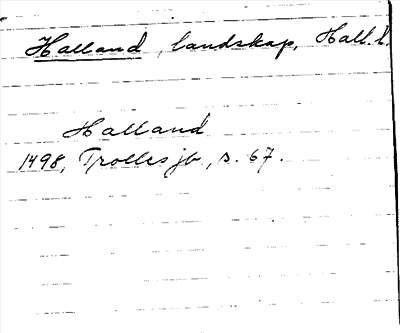 Halland, landskap, Hall. l.
Halland
1498, Trolles jb, s. 67.